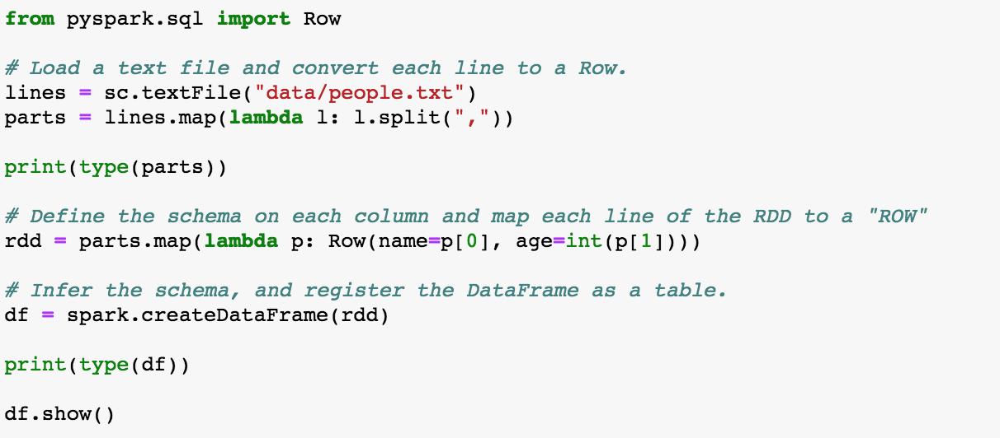 from pyspark.sql import Row
# Load a text file and convert each line to a Row.
lines = sc.textFile("data/people.txt")
parts = lines.map(lambda l: l.split(","))
print(type(parts))
# Define the schema on each column and map each line of the RDD to a "ROW"
rdd = parts.map(lambda p: Row(name=p[0], age=int(p[1])))
# Infer the schema, and register the DataFrame as a table.
df = spark.createDataFrame(rdd)
print(type(df))
df.show()